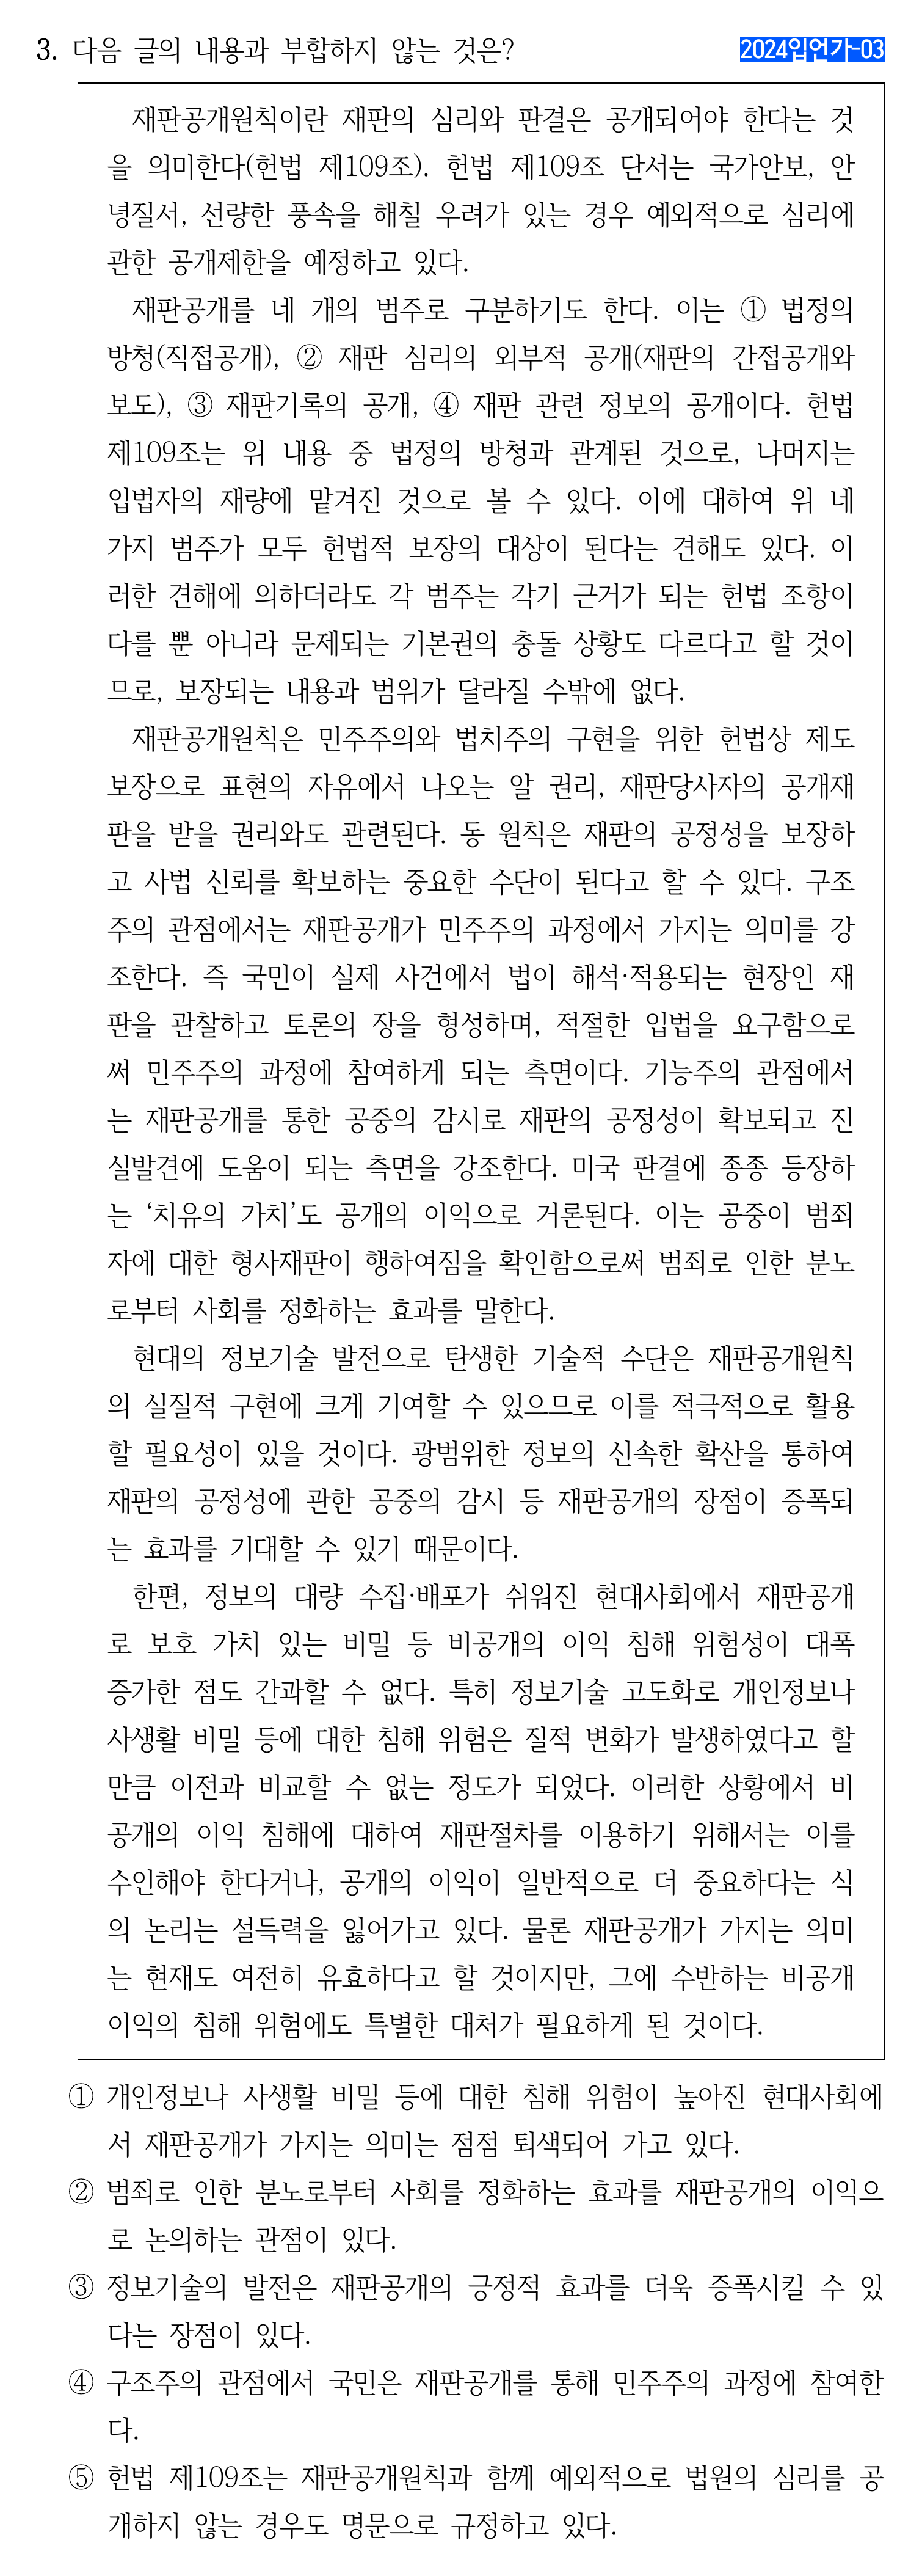 3. 다음 글의 내용과 부합하지 않는 것은? 2024입언가-03
재판공개원칙이란 재판의 심리와 판결은 공개되어야 한다는 것
을 의미한다(헌법 제109조). 헌법 제109조 단서는 국가안보, 안
녕질서, 선량한 풍속을 해칠 우려가 있는 경우 예외적으로 심리에
관한 공개제한을 예정하고 있다.
재판공개를 네 개의 범주로 구분하기도 한다. 이는 ① 법정의
방청(직접공개), ② 재판 심리의 외부적 공개(재판의 간접공개와
보도), ③ 재판기록의 공개, ④ 재판 관련 정보의 공개이다. 헌법
제109조는 위 내용 중 법정의 방청과 관계된 것으로, 나머지는
입법자의 재량에 맡겨진 것으로 볼 수 있다. 이에 대하여 위 네
가지 범주가 모두 헌법적 보장의 대상이 된다는 견해도 있다. 이
러한 견해에 의하더라도 각 범주는 각기 근거가 되는 헌법 조항이
다를 뿐 아니라 문제되는 기본권의 충돌 상황도 다르다고 할 것이
므로, 보장되는 내용과 범위가 달라질 수밖에 없다.
재판공개원칙은 민주주의와 법치주의 구현을 위한 헌법상 제도
보장으로 표현의 자유에서 나오는 알 권리, 재판당사자의 공개재
판을 받을 권리와도 관련된다. 동 원칙은 재판의 공정성을 보장하
고 사법 신뢰를 확보하는 중요한 수단이 된다고 할 수 있다. 구조
주의 관점에서는 재판공개가 민주주의 과정에서 가지는 의미를 강
조한다. 즉 국민이 실제 사건에서 법이 해석·적용되는 현장인 재
판을 관찰하고 토론의 장을 형성하며, 적절한 입법을 요구함으로
써 민주주의 과정에 참여하게 되는 측면이다. 기능주의 관점에서
는 재판공개를 통한 공중의 감시로 재판의 공정성이 확보되고 진
실발견에 도움이 되는 측면을 강조한다. 미국 판결에 종종 등장하
는 ‘치유의 가치’도 공개의 이익으로 거론된다. 이는 공중이 범죄
자에 대한 형사재판이 행하여짐을 확인함으로써 범죄로 인한 분노
로부터 사회를 정화하는 효과를 말한다.
현대의 정보기술 발전으로 탄생한 기술적 수단은 재판공개원칙
의 실질적 구현에 크게 기여할 수 있으므로 이를 적극적으로 활용
할 필요성이 있을 것이다. 광범위한 정보의 신속한 확산을 통하여
재판의 공정성에 관한 공중의 감시 등 재판공개의 장점이 증폭되
는 효과를 기대할 수 있기 때문이다.
한편, 정보의 대량 수집·배포가 쉬워진 현대사회에서 재판공개
로 보호 가치 있는 비밀 등 비공개의 이익 침해 위험성이 대폭
증가한 점도 간과할 수 없다. 특히 정보기술 고도화로 개인정보나
사생활 비밀 등에 대한 침해 위험은 질적 변화가 발생하였다고 할
만큼 이전과 비교할 수 없는 정도가 되었다. 이러한 상황에서 비
공개의 이익 침해에 대하여 재판절차를 이용하기 위해서는 이를
수인해야 한다거나, 공개의 이익이 일반적으로 더 중요하다는 식
의 논리는 설득력을 잃어가고 있다. 물론 재판공개가 가지는 의미
는 현재도 여전히 유효하다고 할 것이지만, 그에 수반하는 비공개
이익의 침해 위험에도 특별한 대처가 필요하게 된 것이다.
① 개인정보나 사생활 비밀 등에 대한 침해 위험이 높아진 현대사회에
서 재판공개가 가지는 의미는 점점 퇴색되어 가고 있다.
② 범죄로 인한 분노로부터 사회를 정화하는 효과를 재판공개의 이익으
로 논의하는 관점이 있다.
③ 정보기술의 발전은 재판공개의 긍정적 효과를 더욱 증폭시킬 수 있
다는 장점이 있다.
④ 구조주의 관점에서 국민은 재판공개를 통해 민주주의 과정에 참여한
다.
⑤ 헌법 제109조는 재판공개원칙과 함께 예외적으로 법원의 심리를 공
개하지 않는 경우도 명문으로 규정하고 있다.